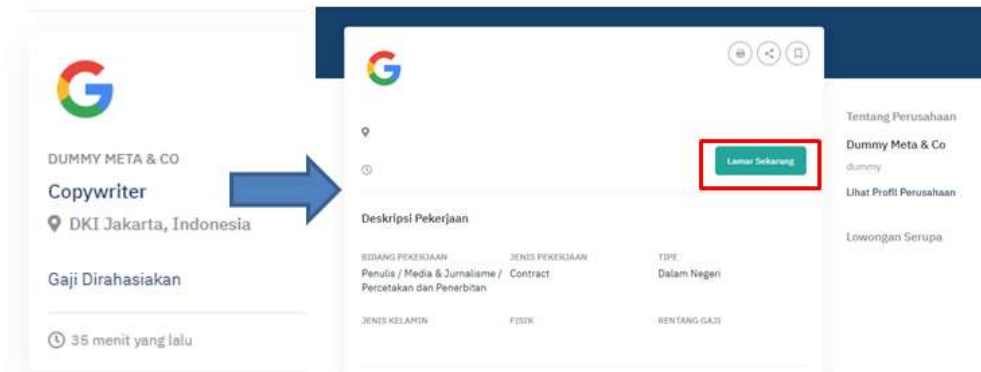 DUMMY META & CO
Copywriter
DKI Jakarta, Indonesia
Gaji Dirahasiakan
35 menit yang lalu
Lamar Sekarang
Deskripsi Pekerjaan
BIDANG PEKERJAAN
Penulis / Media & Jurnalisme /
Percetakan dan Penerbitan
JENIS PEKERJAAN
Contract
TIPE
Dalam Negeri
JENIS KELAMIN
FISIK
RENTANG GAJI
Tentang Perusahaan
Dummy Meta & Co
dummy
Lihat Profil Perusahaan
Lowongan Serupa